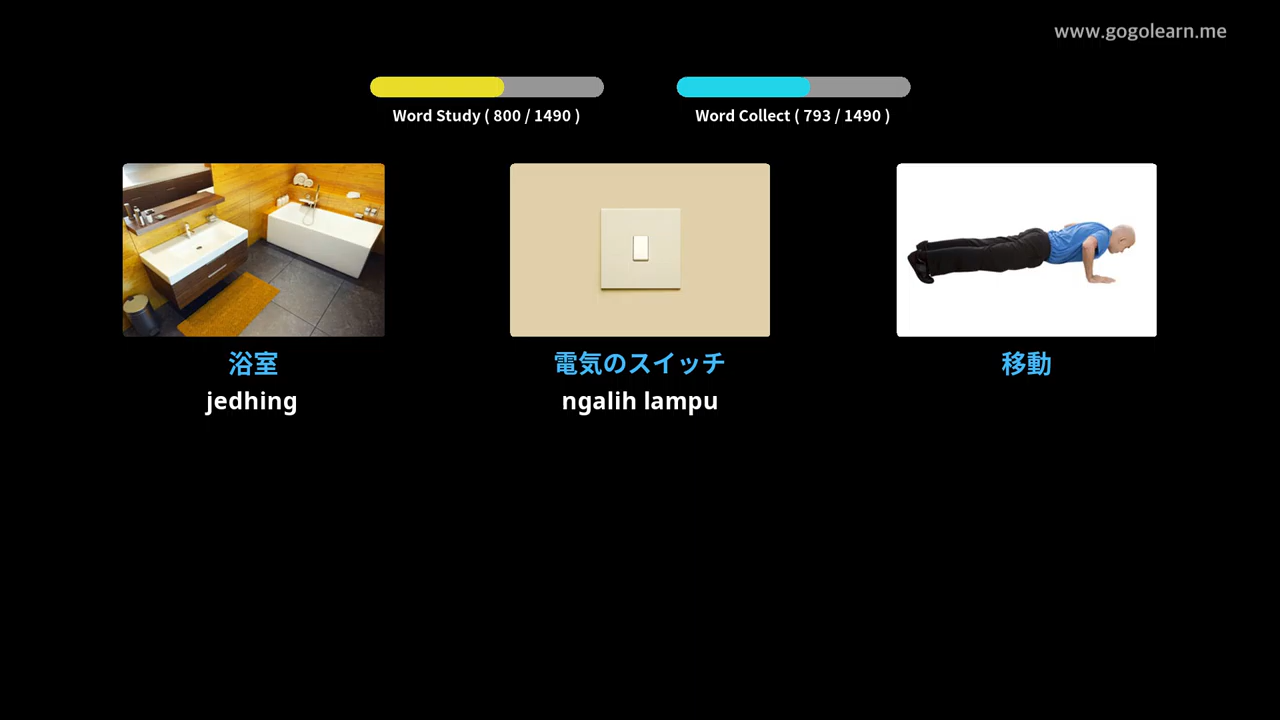 www.gogolearn.me
Word Study ( 800 / 1490 )
Word Collect ( 793 / 1490 )
浴室
電気のスイッチ
移動
jedhing
ngalih lampu